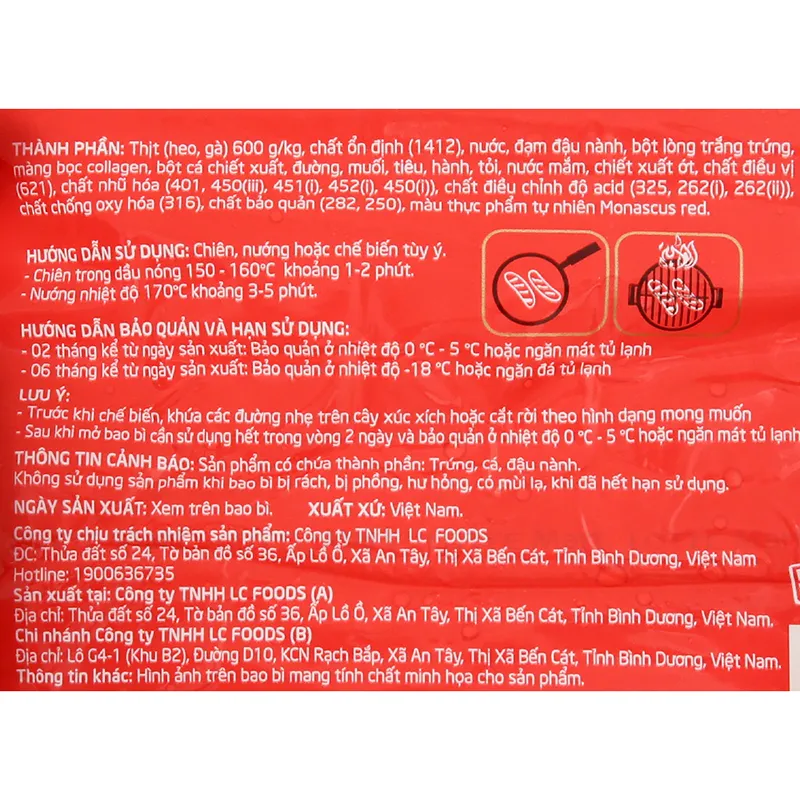 THÀNH PHẦN: Thịt (heo, gà) 600 g/kg, chất ổn định (1412), nước, đạm đậu nành, bột lòng trắng trứng,
màng bọc collagen, bột cá chiết xuất, đường, muối, tiêu, hành, tỏi, nước mắm, chiết xuất ớt, chất điều vị
(621), chất nhũ hóa (401, 450(iii), 451(i), 452(i), 450(i)), chất điều chỉnh độ acid (325, 262(i), 262(ii)),
chất chống oxy hóa (316), chất bảo quản (282, 250), màu thực phẩm tự nhiên Monascus red.
HƯỚNG DẪN SỬ DỤNG: Chiên, nướng hoặc chế biến tùy ý.
- Chiên trong dầu nóng 150 - 160°C khoảng 1-2 phút.
- Nướng nhiệt độ 170°C khoảng 3-5 phút.
HƯỚNG DẪN BẢO QUẢN VÀ HẠN SỬ DỤNG:
- 02 tháng kể từ ngày sản xuất: Bảo quản ở nhiệt độ 0 °C - 5 °C hoặc ngăn mát tủ lạnh
- 06 tháng kể từ ngày sản xuất: Bảo quản ở nhiệt độ -18 °C hoặc ngăn đá tủ lạnh
LƯU Ý:
- Trước khi chế biến, khứa các đường nhẹ trên cây xúc xích hoặc cắt rời theo hình dạng mong muốn
- Sau khi mở bao bì cần sử dụng hết trong vòng 2 ngày và bảo quản ở nhiệt độ 0 °C - 5 °C hoặc ngăn mát tủ lạnh
THÔNG TIN CẢNH BÁO: Sản phẩm có chứa thành phần: Trứng, cá, đậu nành.
Không sử dụng sản phẩm khi bao bì bị rách, bị phồng, hư hỏng, có mùi lạ, khi đã hết hạn sử dụng.
NGÀY SẢN XUẤT: Xem trên bao bì. XUẤT XỨ: Việt Nam.
Công ty chịu trách nhiệm sản phẩm: Công ty TNHH LC FOODS
ĐC: Thửa đất số 24, Tờ bản đồ số 36, Ấp Lồ Ồ, Xã An Tây, Thị Xã Bến Cát, Tỉnh Bình Dương, Việt Nam
Hotline: 1900636735
Sản xuất tại: Công ty TNHH LC FOODS (A)
Địa chỉ: Thửa đất số 24, Tờ bản đồ số 36, Ấp Lồ Ồ, Xã An Tây, Thị Xã Bến Cát, Tỉnh Bình Dương, Việt Nam.
Chi nhánh Công ty TNHH LC FOODS (B)
Địa chỉ: Lô G4-1 (Khu B2), Đường D10, KCN Rạch Bắp, Xã An Tây, Thị Xã Bến Cát, Tỉnh Bình Dương, Việt Nam.
Thông tin khác: Hình ảnh trên bao bì mang tính chất minh họa cho sản phẩm.